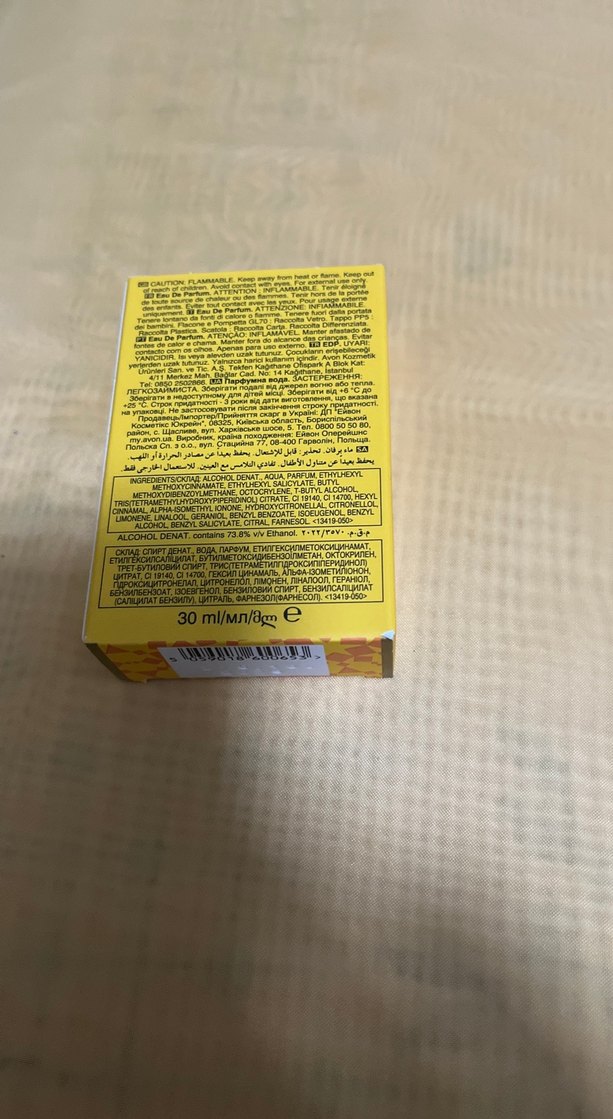 GB CAUTION: FLAMMABLE. Keep away from heat or flame. Keep out
of reach of children. Avoid contact with eyes. For external use only.
FR Eau De Parfum. ATTENTION : INFLAMMABLE. Tenir éloigné
de toute source de chaleur ou des flammes. Tenir hors de la portée
des enfants. Eviter tout contact avec les yeux. Pour usage externe
uniquement. IT Eau De Parfum. ATTENZIONE: INFIAMMABILE.
Tenere lontano da fonti di calore o fiamme. Tenere fuori dalla portata
dei bambini. Flacone e Pompetta GL70 : Raccolta Vetro. Tappo PP5 :
Raccolta Plastica. Scatola : Raccolta Carta. Raccolta Differenziata.
PT Eau De Parfum. ATENÇÃO: INFLAMÁVEL. Manter afastado de
fontes de calor e chama. Manter fora do alcance das crianças. Evitar
contacto com os olhos. Apenas para uso externo. TR EDP, UYARI:
YANICIDIR. Isı veya alevden uzak tutunuz. Çocukların erişebileceği
yerlerden uzak tutunuz. Yalnızca harici kullanım içindir. Avon Kozmetik
Ürünleri San. ve Tic. A.Ş. Tekfen Kağıthane Ofispark A Blok Kat:
4/11 Merkez Mah. Bağlar Cad. No: 14 Kağıthane, İstanbul
Tel: 0850 2502866. UA Парфумна вода. ЗАСТЕРЕЖЕННЯ:
ЛЕГКОЗАЙМИСТА. Зберігати подалі від джерел вогню або тепла.
Зберігати в недоступному для дітей місці. Зберігати від +6 °C до
+25 °C. Строк придатності - 3 роки від дати виготовлення, що вказана
на упаковці. Не застосовувати після закінчення строку придатності.
Продавець/Імпортер/Прийняття скарг в Україні: ДП "Ейвон
Косметікс Юкрейн", 08325, Київська область, Бориспільський
район, с. Щасливе, вул. Харківське шосе, 5. Тел. 0800 50 50 80,
my.avon.ua. Виробник, країна походження: Ейвон Оперейшнс
Польска Сп. з о.о., вул. Стацийна 77, 08-400 Гарволін, Польща.
SA ماء پرفان. تحذير: قابل للإشتعال. يحفظ بعيداً عن مصادر الحرارة أو اللهب.
يحفظ بعيداً عن متناول الأطفال. تفادي التلامس مع العينين. للاستعمال الخارجي فقط.
INGREDIENTS/СКЛАД: ALCOHOL DENAT., AQUA, PARFUM, ETHYLHEXYL
METHOXYCINNAMATE, ETHYLHEXYL SALICYLATE, BUTYL
METHOXYDIBENZOYLMETHANE, OCTOCRYLENE, T-BUTYL ALCOHOL,
TRIS(TETRAMETHYLHYDROXYPIPERIDINOL) CITRATE, CI 19140, CI 14700, HEXYL
CINNAMAL, ALPHA-ISOMETHYL IONONE, HYDROXYCITRONELLAL, CITRONELLOL,
LIMONENE, LINALOOL, GERANIOL, BENZYL BENZOATE, ISOEUGENOL, BENZYL
ALCOHOL, BENZYL SALICYLATE, CITRAL, FARNESOL. <13419-050>
ALCOHOL DENAT. contains 73.8% v/v Ethanol. م.ق.م. ٢٠٢٢/٣٥٧٠
СКЛАД: СПИРТ ДЕНАТ., ВОДА, ПАРФУМ, ЕТИЛГЕКСИЛМЕТОКСИЦИНАМАТ,
ЕТИЛГЕКСИЛСАЛІЦИЛАТ, БУТИЛМЕТОКСИДИБЕНЗОЇЛМЕТАН, ОКТОКРИЛЕН,
ТРЕТ-БУТИЛОВИЙ СПИРТ, ТРИС(ТЕТРАМЕТИЛГІДРОКСИПІПЕРИДИНОЛ)
ЦИТРАТ, CI 19140, CI 14700, ГЕКСИЛ ЦИНАМАЛЬ, АЛЬФА-ІЗОМЕТИЛІОНОН,
ГІДРОКСИЦИТРОНЕЛАЛ, ЦИТРОНЕЛОЛ, ЛІМОНЕН, ЛІНАЛООЛ, ГЕРАНІОЛ,
БЕНЗИЛБЕНЗОАТ, ІЗОЕВГЕНОЛ, БЕНЗИЛОВИЙ СПИРТ, БЕНЗИЛСАЛІЦИЛАТ
(САЛІЦИЛАТ БЕНЗИЛУ), ЦИТРАЛЬ, ФАРНЕЗОЛ(ФАРНЕСОЛ). <13419-050>
30 ml/мл/მლ ℮
5 059018 600653 >